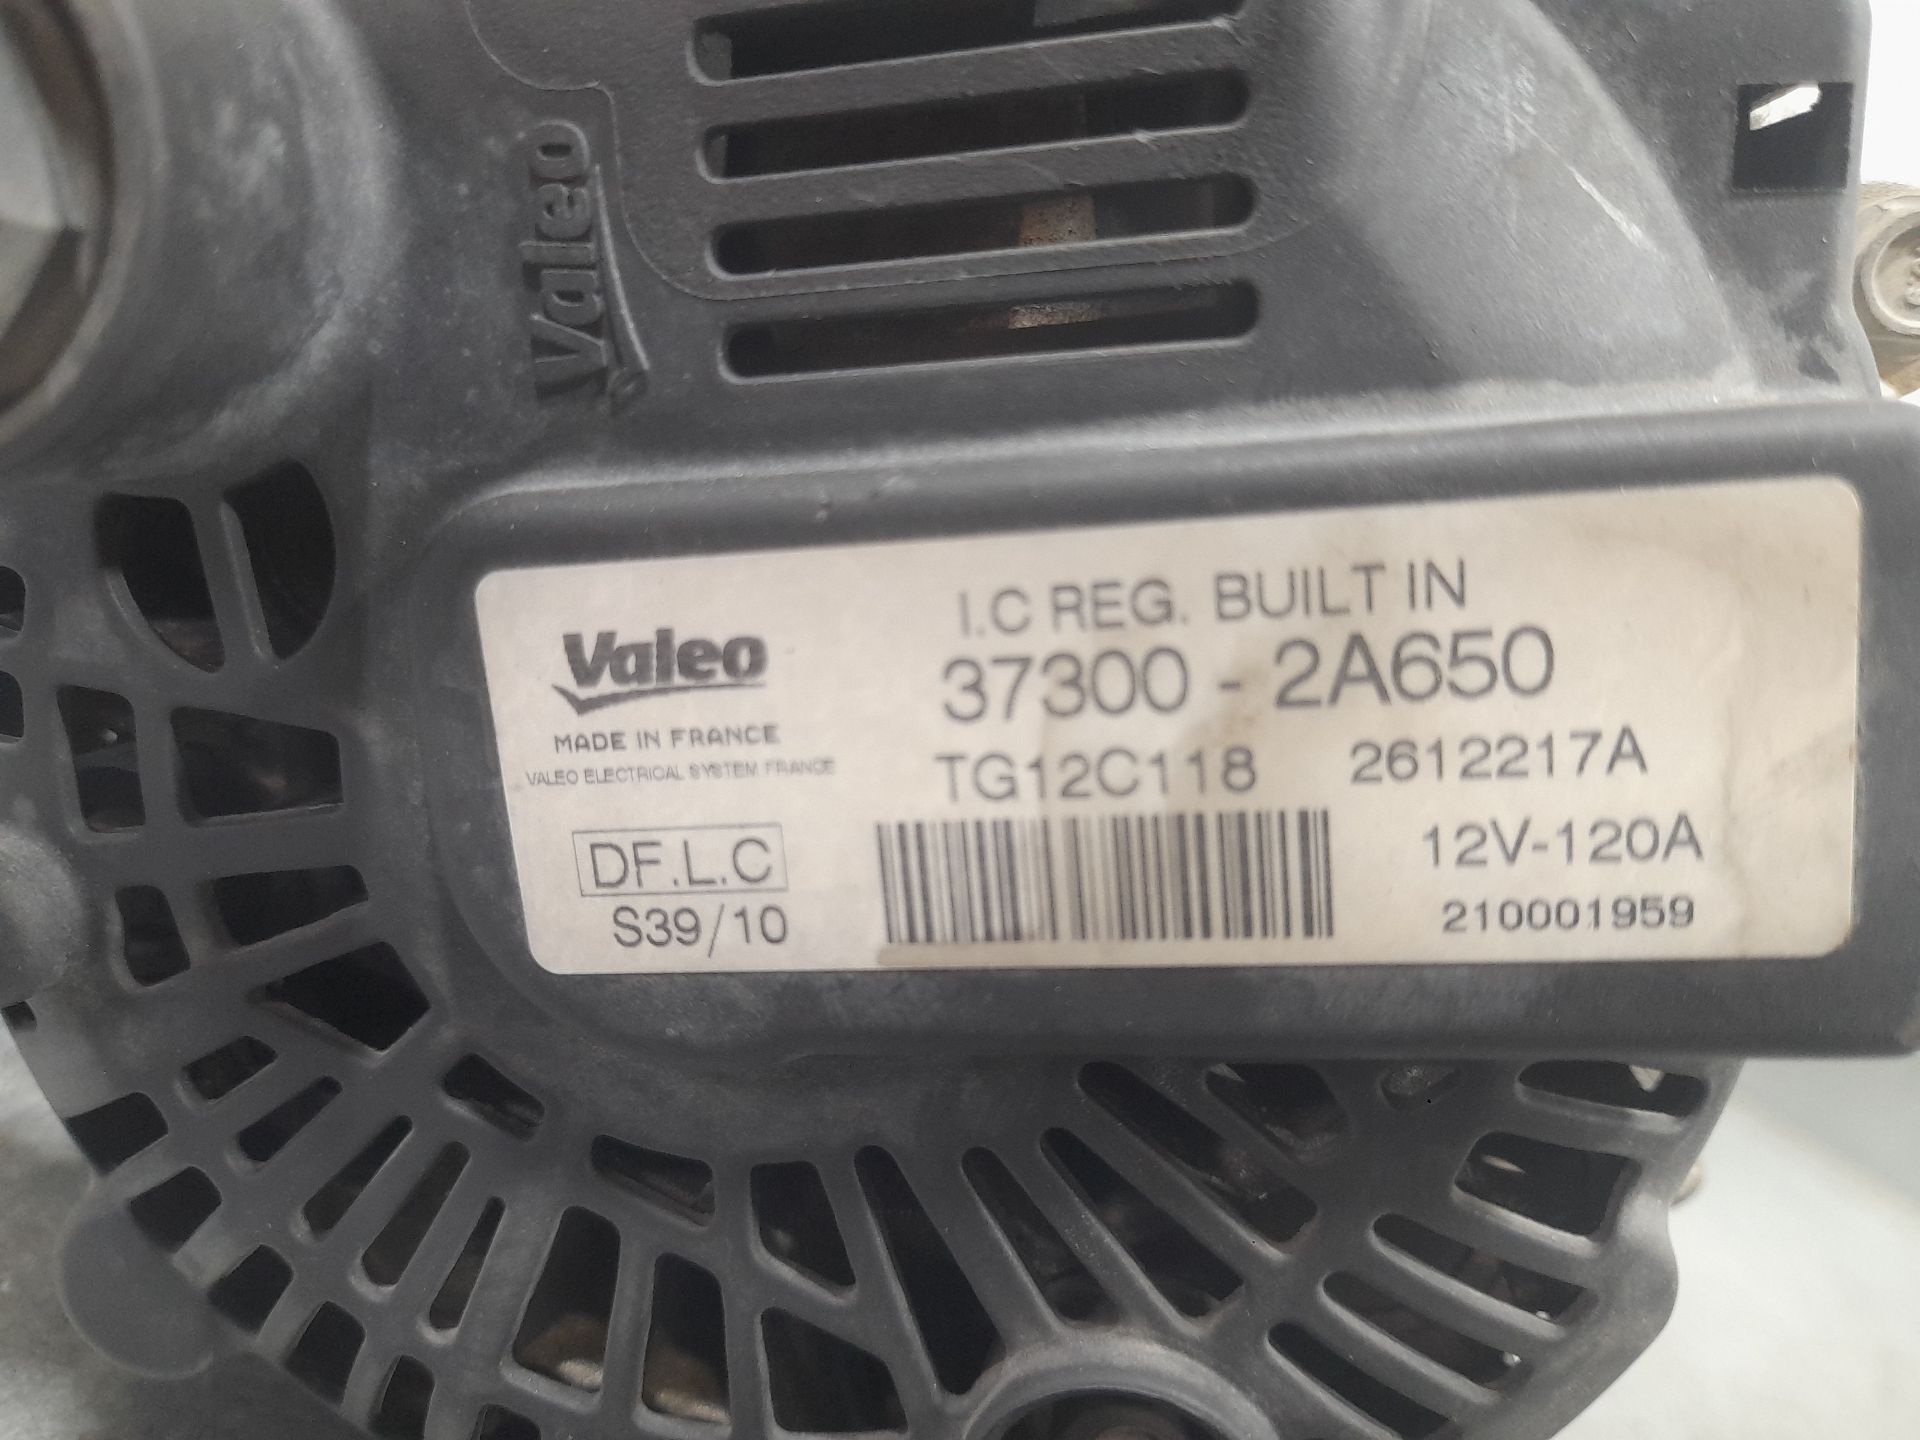 Valeo
I.C REG. BUILT IN
Valeo
37300 - 2A650
MADE IN FRANCE
VALEO ELECTRICAL SYSTEM FRANCE
TG12C118 2612217A
DF.L.C
12V-120A
S39/10
210001959